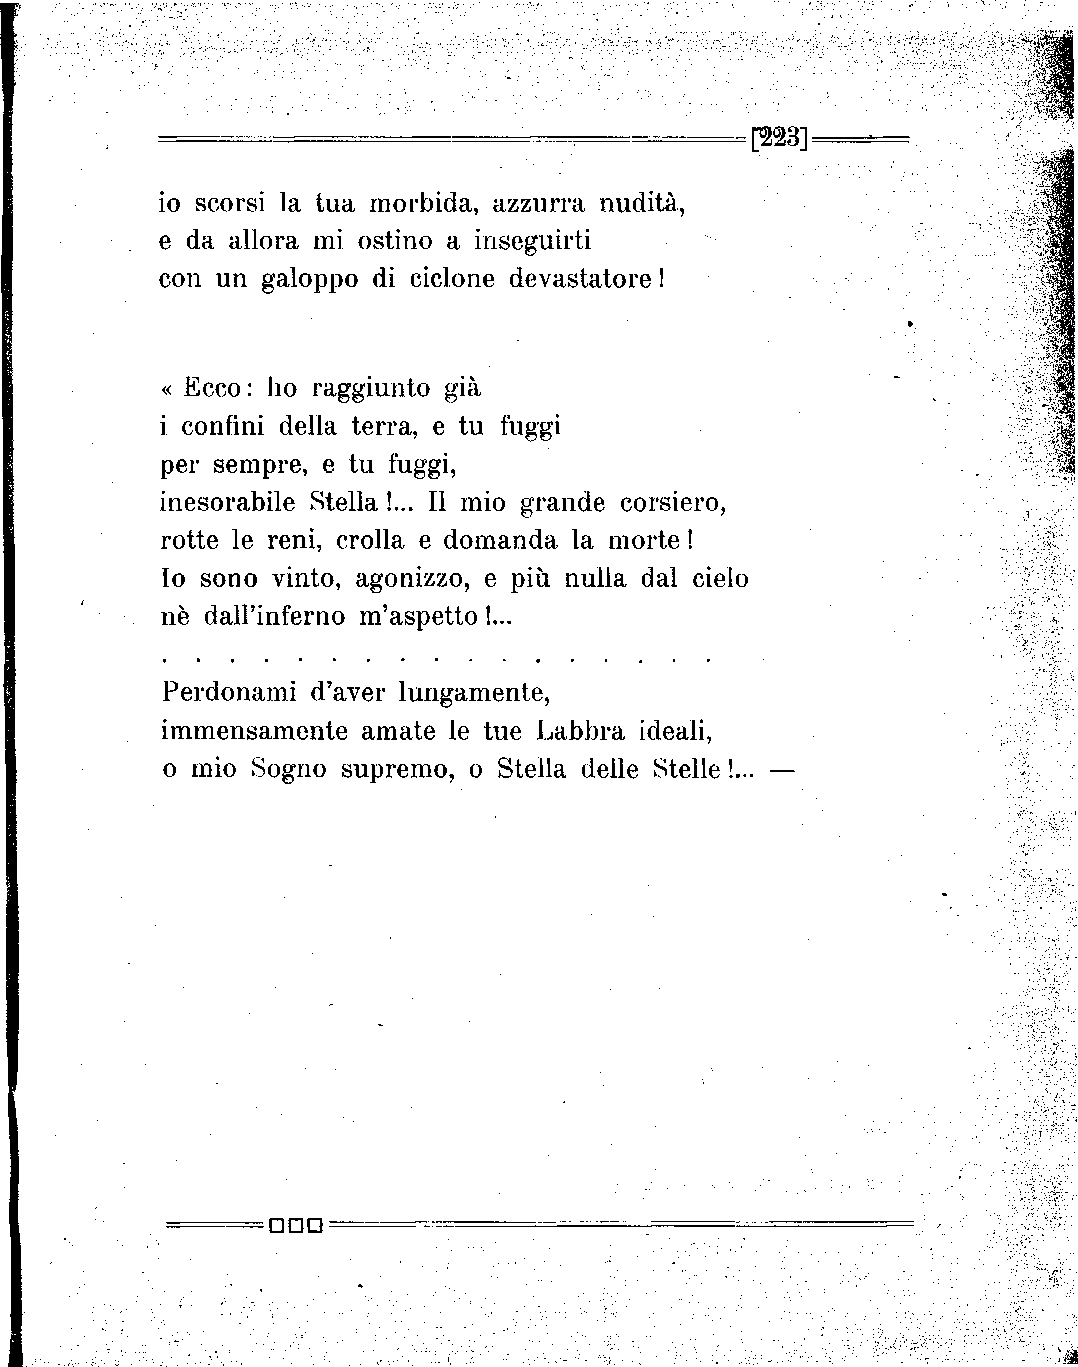 [223]
io scorsi la tua morbida, azzurra nudità,
e da allora mi ostino a inseguirti
con un galoppo di ciclone devastatore!
« Ecco: ho raggiunto già
i confini della terra, e tu fuggi
per sempre, e tu fuggi,
inesorabile Stella!... Il mio grande corsiero,
rotte le reni, crolla e domanda la morte!
Io sono vinto, agonizzo, e più nulla dal cielo
nè dall'inferno m'aspetto!...
. . . . . . . . . . . . . . . . .
Perdonami d'aver lungamente,
immensamente amate le tue Labbra ideali,
o mio Sogno supremo, o Stella delle Stelle!... —